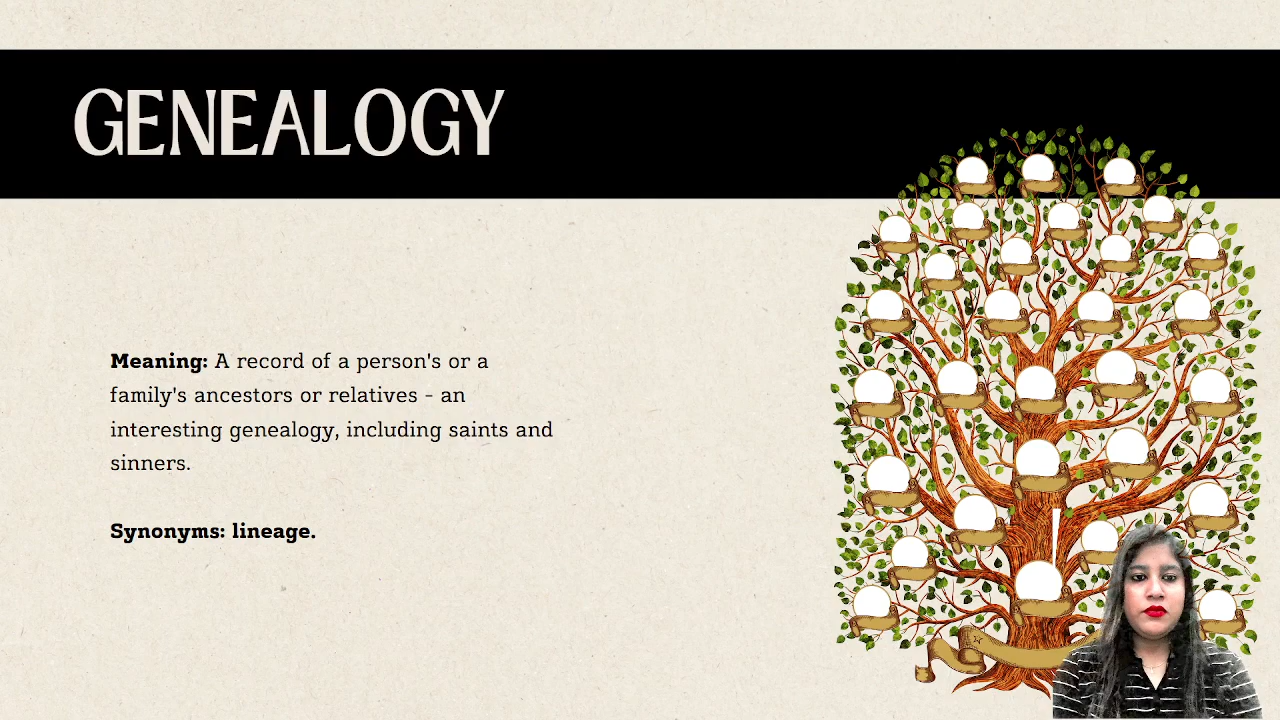 GENEALOGY
Meaning: A record of a person's or a
family's ancestors or relatives - an
interesting genealogy, including saints and
sinners.
Synonyms: lineage.